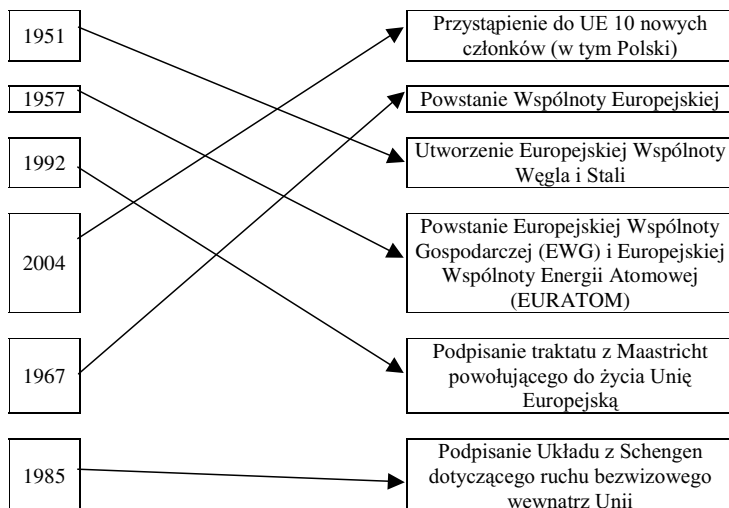 1951
Przystąpienie do UE 10 nowych
członków (w tym Polski)
1957
Powstanie Wspólnoty Europejskiej
1992
Utworzenie Europejskiej Wspólnoty
Węgla i Stali
2004
Powstanie Europejskiej Wspólnoty
Gospodarczej (EWG) i Europejskiej
Wspólnoty Energii Atomowej
(EURATOM)
1967
Podpisanie traktatu z Maastricht
powołującego do życia Unię
Europejską
1985
Podpisanie Układu z Schengen
dotyczącego ruchu bezwizowego
wewnatrz Unii